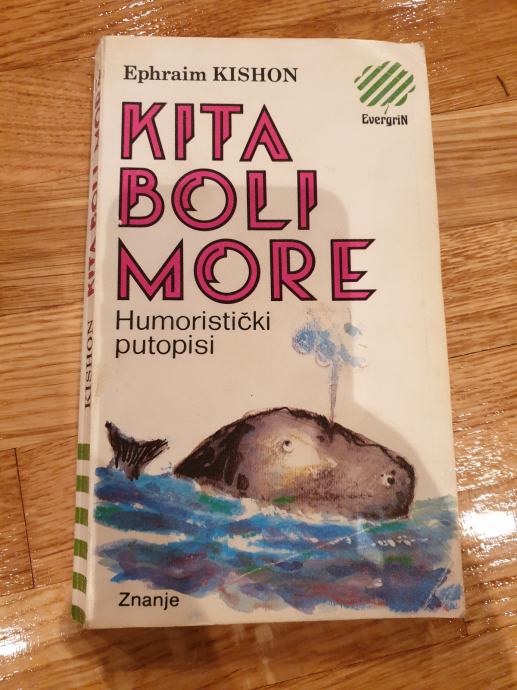 Ephraim KISHON
EvergriN
KITA
BOLI
MORE
Humoristički
putopisi
Znanje
KISHON KITA BOLI MORE